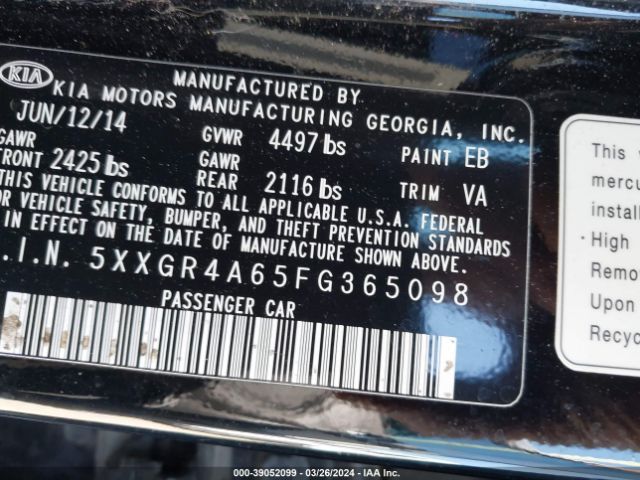 KIA
MANUFACTURED BY
KIA MOTORS MANUFACTURING GEORGIA, INC.
JUN/12/14 GVWR 4497 lbs PAINT EB
GAWR FRONT 2425 lbs GAWR REAR 2116 lbs TRIM VA
THIS VEHICLE CONFORMS TO ALL APPLICABLE U.S.A. FEDERAL
OR VEHICLE SAFETY, BUMPER, AND THEFT PREVENTION STANDARDS
IN EFFECT ON THE DATE OF MANUFACTURE SHOWN ABOVE.
.I.N. 5XXGR4A65FG365098
PASSENGER CAR
This v
mercu
install
·High
Remo
Upon
Recyc
000-39052099 - 03/26/2024 - IAA Inc.